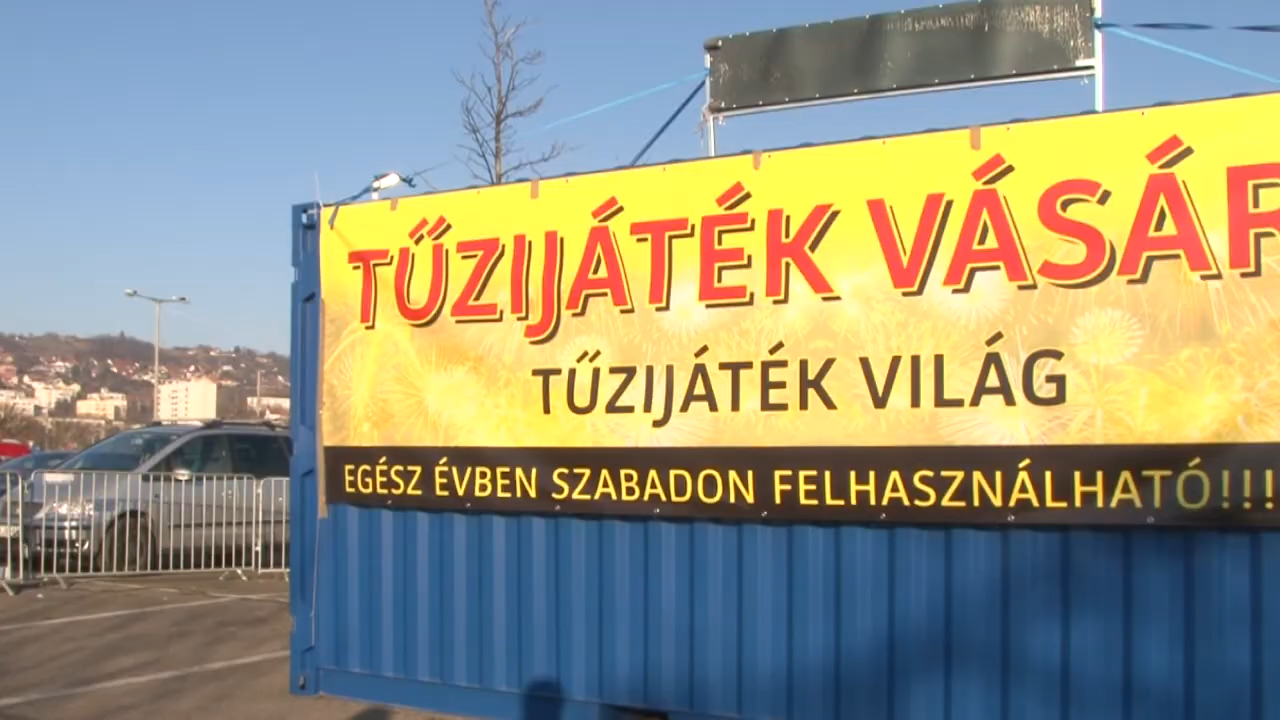 TŰZIJÁTÉK VÁSÁR
TŰZIJÁTÉK VILÁG
EGÉSZ ÉVBEN SZABADON FELHASZNÁLHATÓ!!!